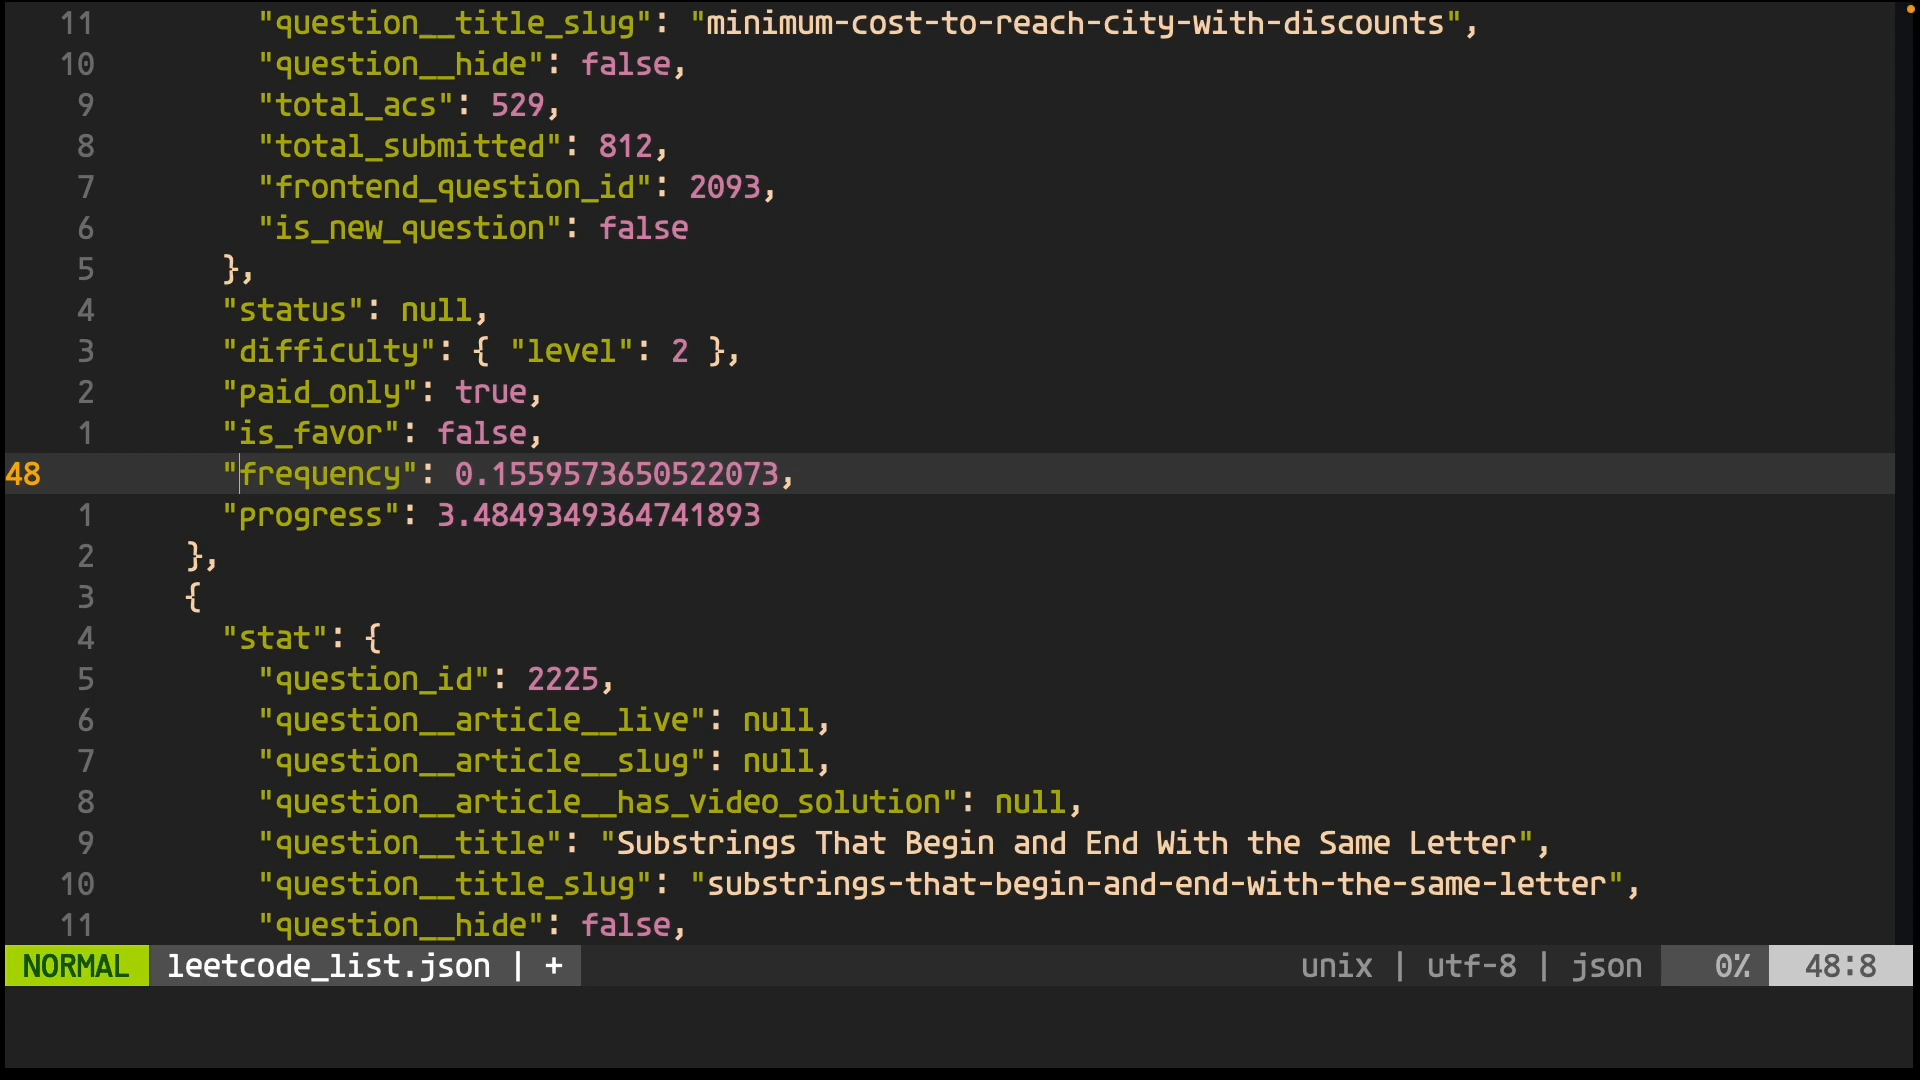 11 "question__title_slug": "minimum-cost-to-reach-city-with-discounts",
10 "question__hide": false,
9 "total_acs": 529,
8 "total_submitted": 812,
7 "frontend_question_id": 2093,
6 "is_new_question": false
5 },
4 "status": null,
3 "difficulty": { "level": 2 },
2 "paid_only": true,
1 "is_favor": false,
48 "frequency": 0.1559573650522073,
1 "progress": 3.4849349364741893
2 },
3 {
4 "stat": {
5 "question_id": 2225,
6 "question__article__live": null,
7 "question__article__slug": null,
8 "question__article__has_video_solution": null,
9 "question__title": "Substrings That Begin and End With the Same Letter",
10 "question__title_slug": "substrings-that-begin-and-end-with-the-same-letter",
11 "question__hide": false,
NORMAL leetcode_list.json | + unix | utf-8 | json 0% 48:8